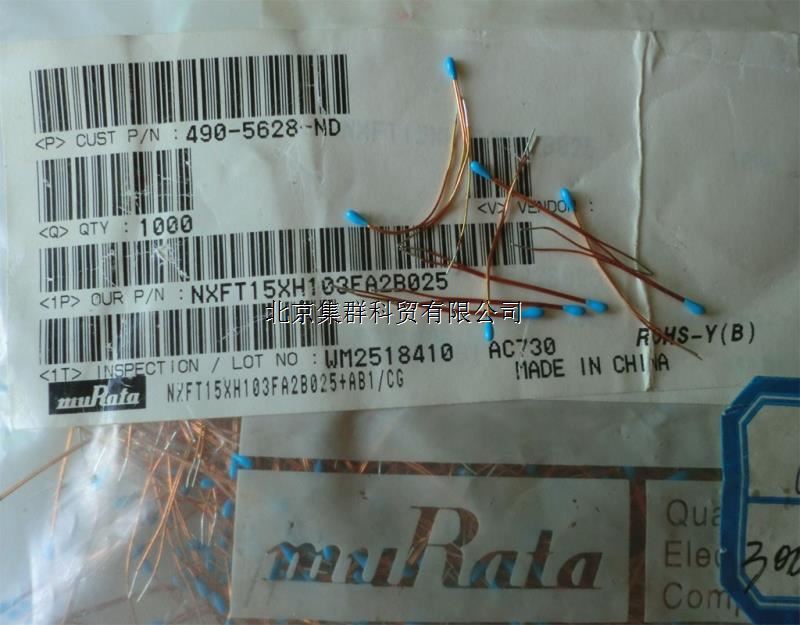 <P> CUST P/N : 490-5628-ND
<Q> QTY : 1000
<V> VENDOR :
<1P> OUR P/N : NXFT15XH103FA2B025
北京集群科贸有限公司
<1T> INSPECTION / LOT NO : WM2518410 AC730 ROHS-Y(B)
MADE IN CHINA
muRata NXFT15XH103FA2B025+AB1/CG
muRata
Qua
Elec
Comp
300